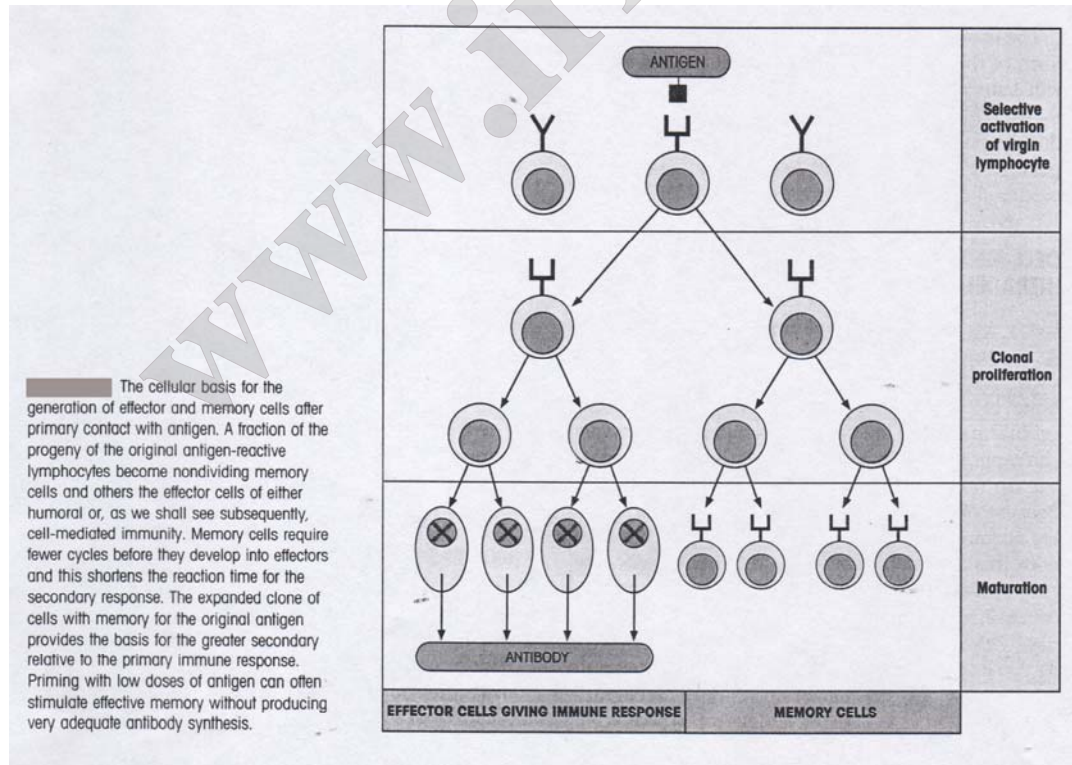 www.i
ANTIGEN
Selective
activation
of virgin
lymphocyte
Clonal
proliferation
The cellular basis for the
generation of effector and memory cells after
primary contact with antigen. A fraction of the
progeny of the original antigen-reactive
lymphocytes become nondividing memory
cells and others the effector cells of either
humoral or, as we shall see subsequently,
cell-mediated immunity. Memory cells require
fewer cycles before they develop into effectors
and this shortens the reaction time for the
secondary response. The expanded clone of
cells with memory for the original antigen
provides the basis for the greater secondary
relative to the primary immune response.
Priming with low doses of antigen can often
stimulate effective memory without producing
very adequate antibody synthesis.
Maturation
ANTIBODY
EFFECTOR CELLS GIVING IMMUNE RESPONSE
MEMORY CELLS